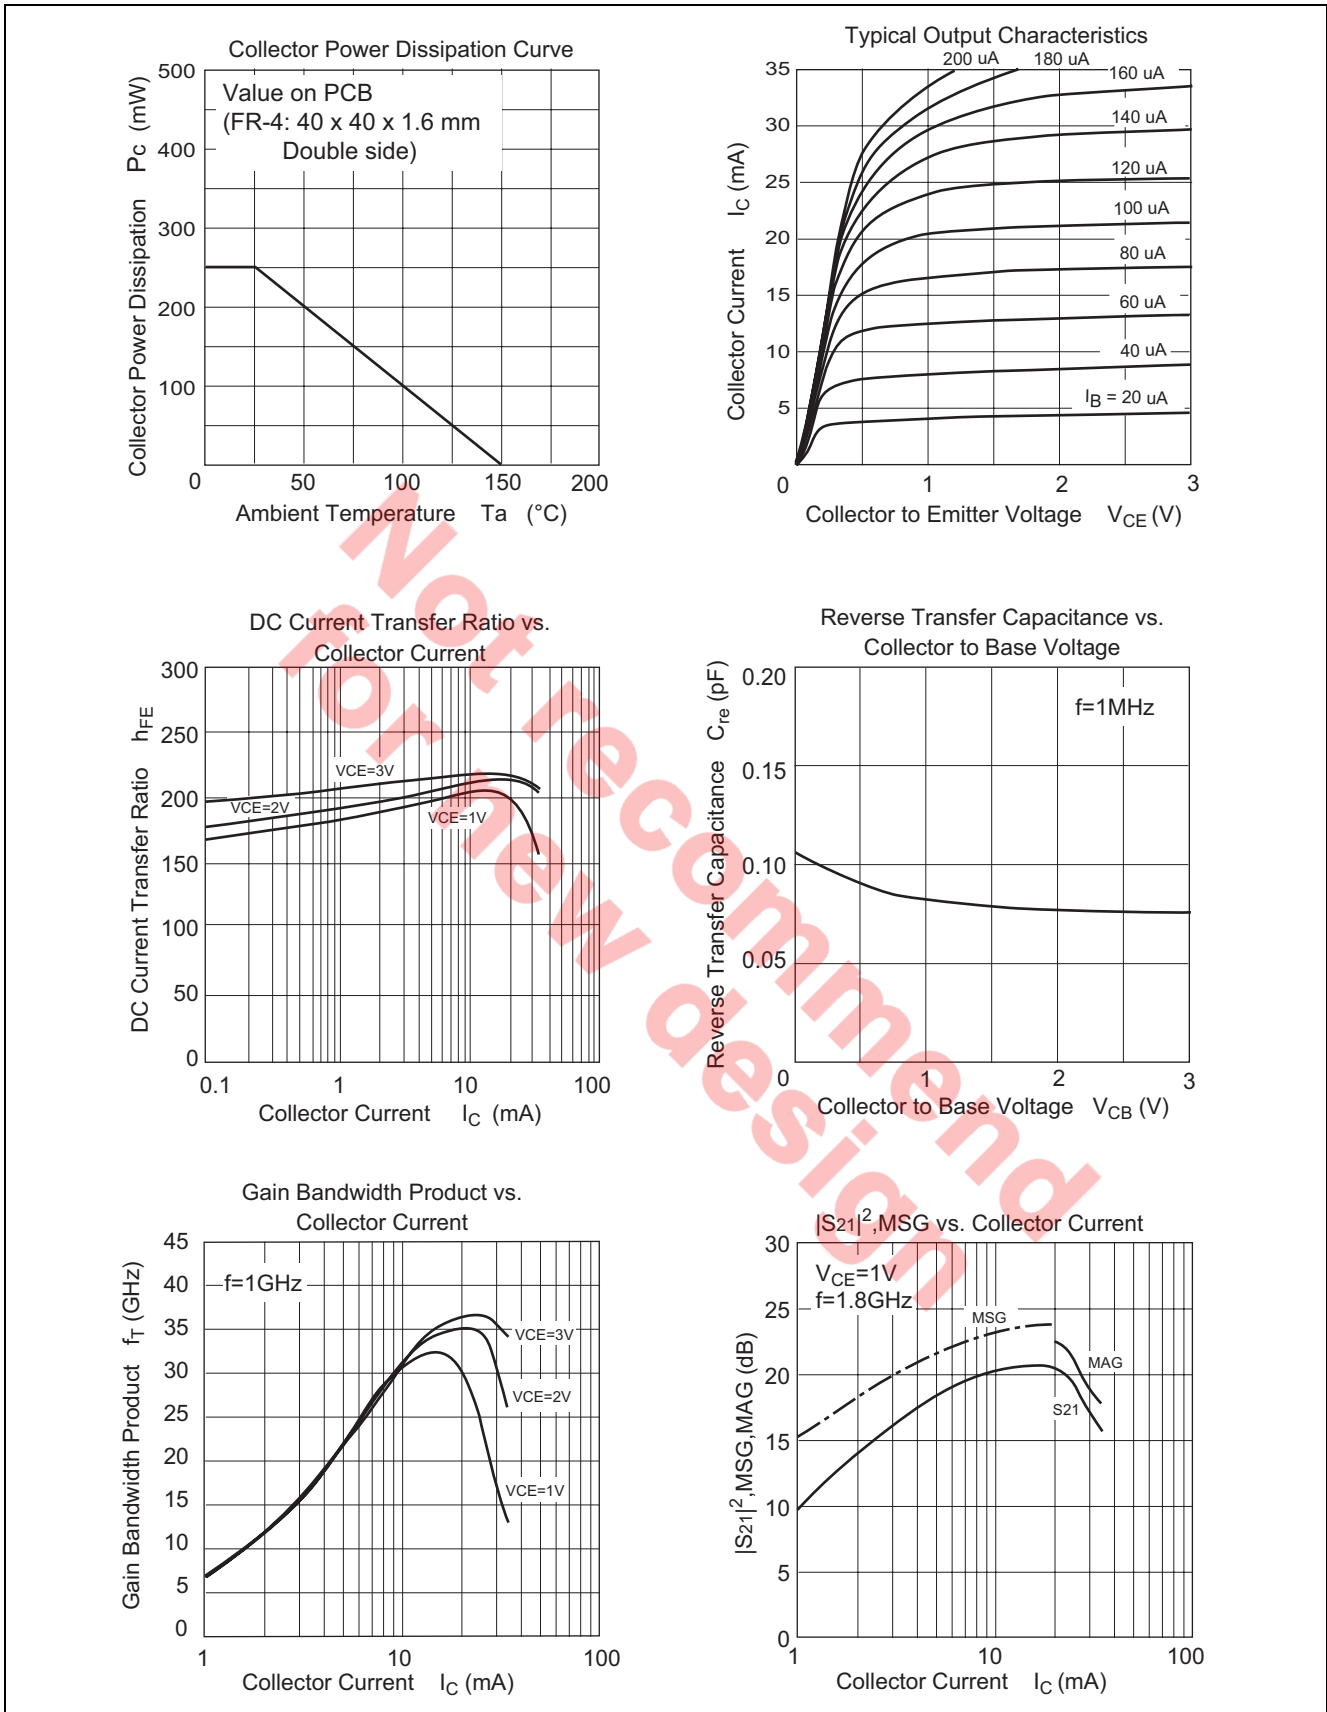 Collector Power Dissipation Curve
Collector Power Dissipation PC (mW)
500
400
300
200
100
0
Value on PCB
(FR-4: 40 x 40 x 1.6 mm
Double side)
50 100 150 200
Ambient Temperature Ta (°C)
Typical Output Characteristics
Collector Current IC (mA)
35
30
25
20
15
10
5
0
200 uA
180 uA
160 uA
140 uA
120 uA
100 uA
80 uA
60 uA
40 uA
IB = 20 uA
1 2 3
Collector to Emitter Voltage VCE (V)
DC Current Transfer Ratio vs.
Collector Current
DC Current Transfer Ratio hFE
300
250
200
150
100
50
0
VCE=3V
VCE=2V
VCE=1V
0.1 1 10 100
Collector Current IC (mA)
Reverse Transfer Capacitance vs.
Collector to Base Voltage
Reverse Transfer Capacitance Cre (pF)
0.20
0.15
0.10
0.05
0
f=1MHz
1 2 3
Collector to Base Voltage VCB (V)
Gain Bandwidth Product vs.
Collector Current
Gain Bandwidth Product fT (GHz)
45
40
35
30
25
20
15
10
5
0
f=1GHz
VCE=3V
VCE=2V
VCE=1V
1 10 100
Collector Current IC (mA)
|S21|²,MSG vs. Collector Current
|S21|²,MSG,MAG (dB)
30
25
20
15
10
5
0
VCE=1V
f=1.8GHz
MSG
MAG
S21
1 10 100
Collector Current IC (mA)
Not recommend
for new design